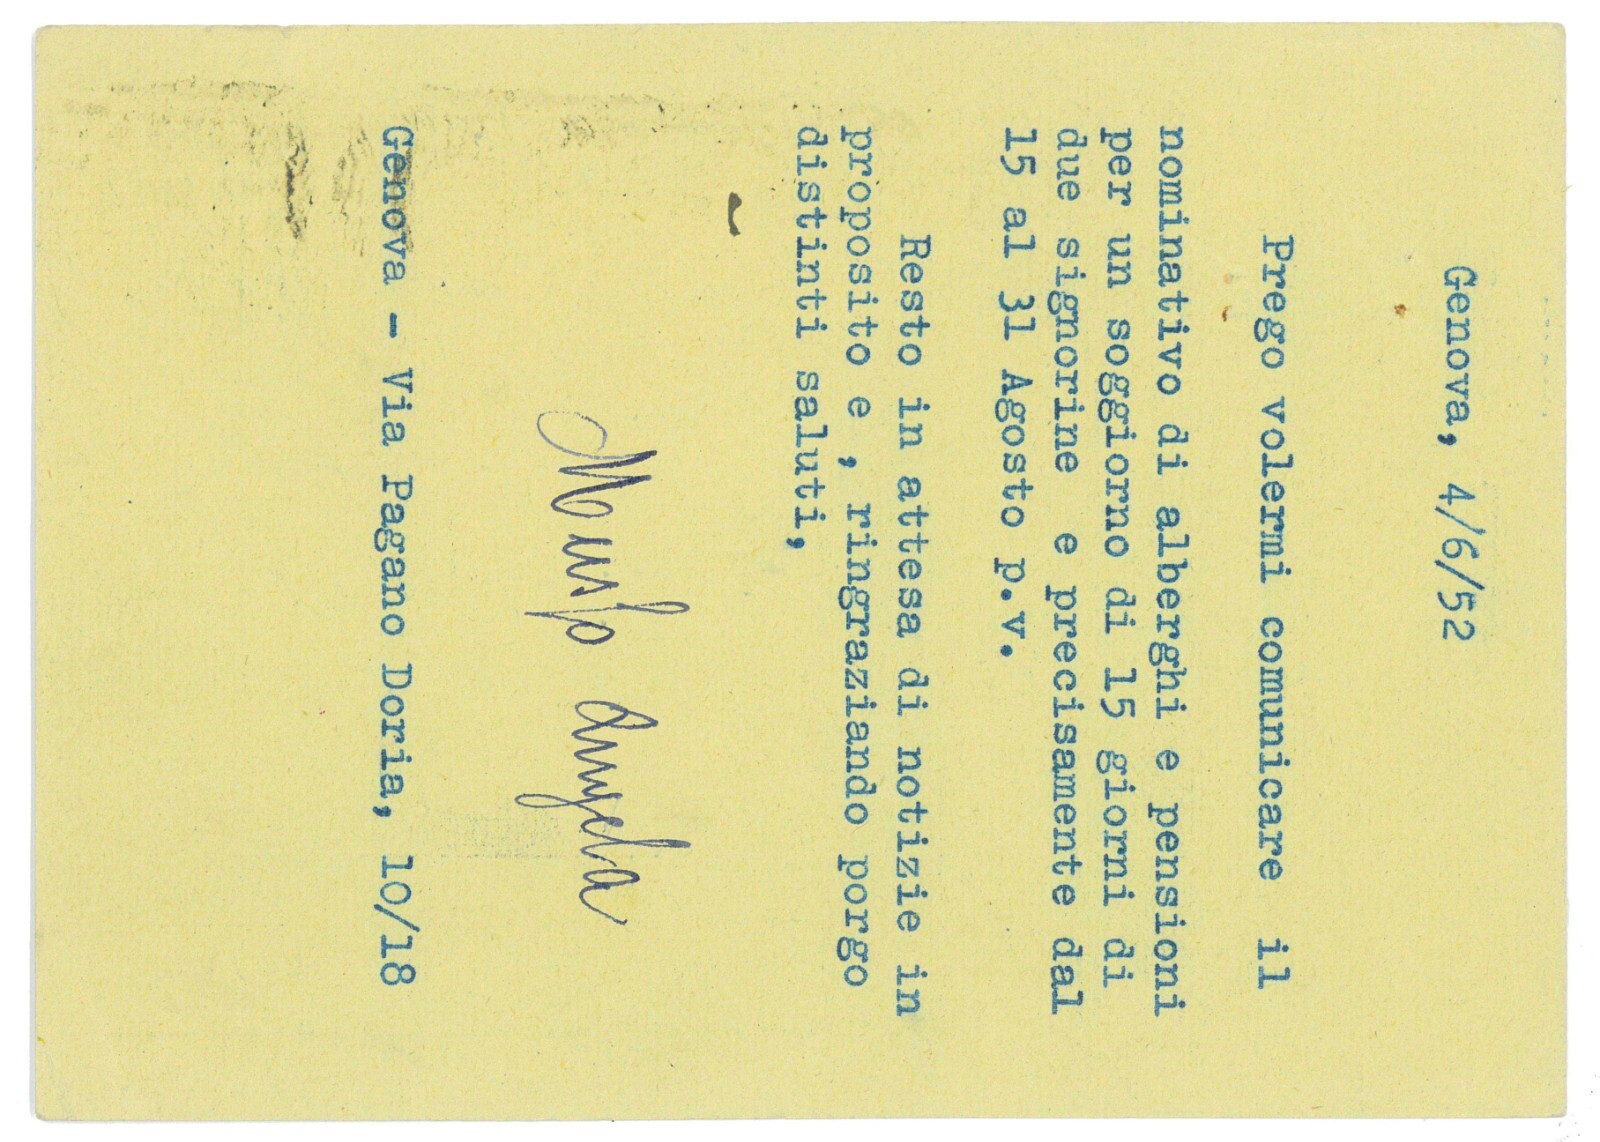 Genova, 4/6/52
Prego volermi comunicare il
nominativo di alberghi e pensioni
per un soggiorno di 15 giorni di
due signorine e precisamente dal
15 al 31 Agosto p.v.
Resto in attesa di notizie in
proposito e , ringraziando porgo
distinti saluti,
Angela
Genova - Via Pagano Doria, 10/18